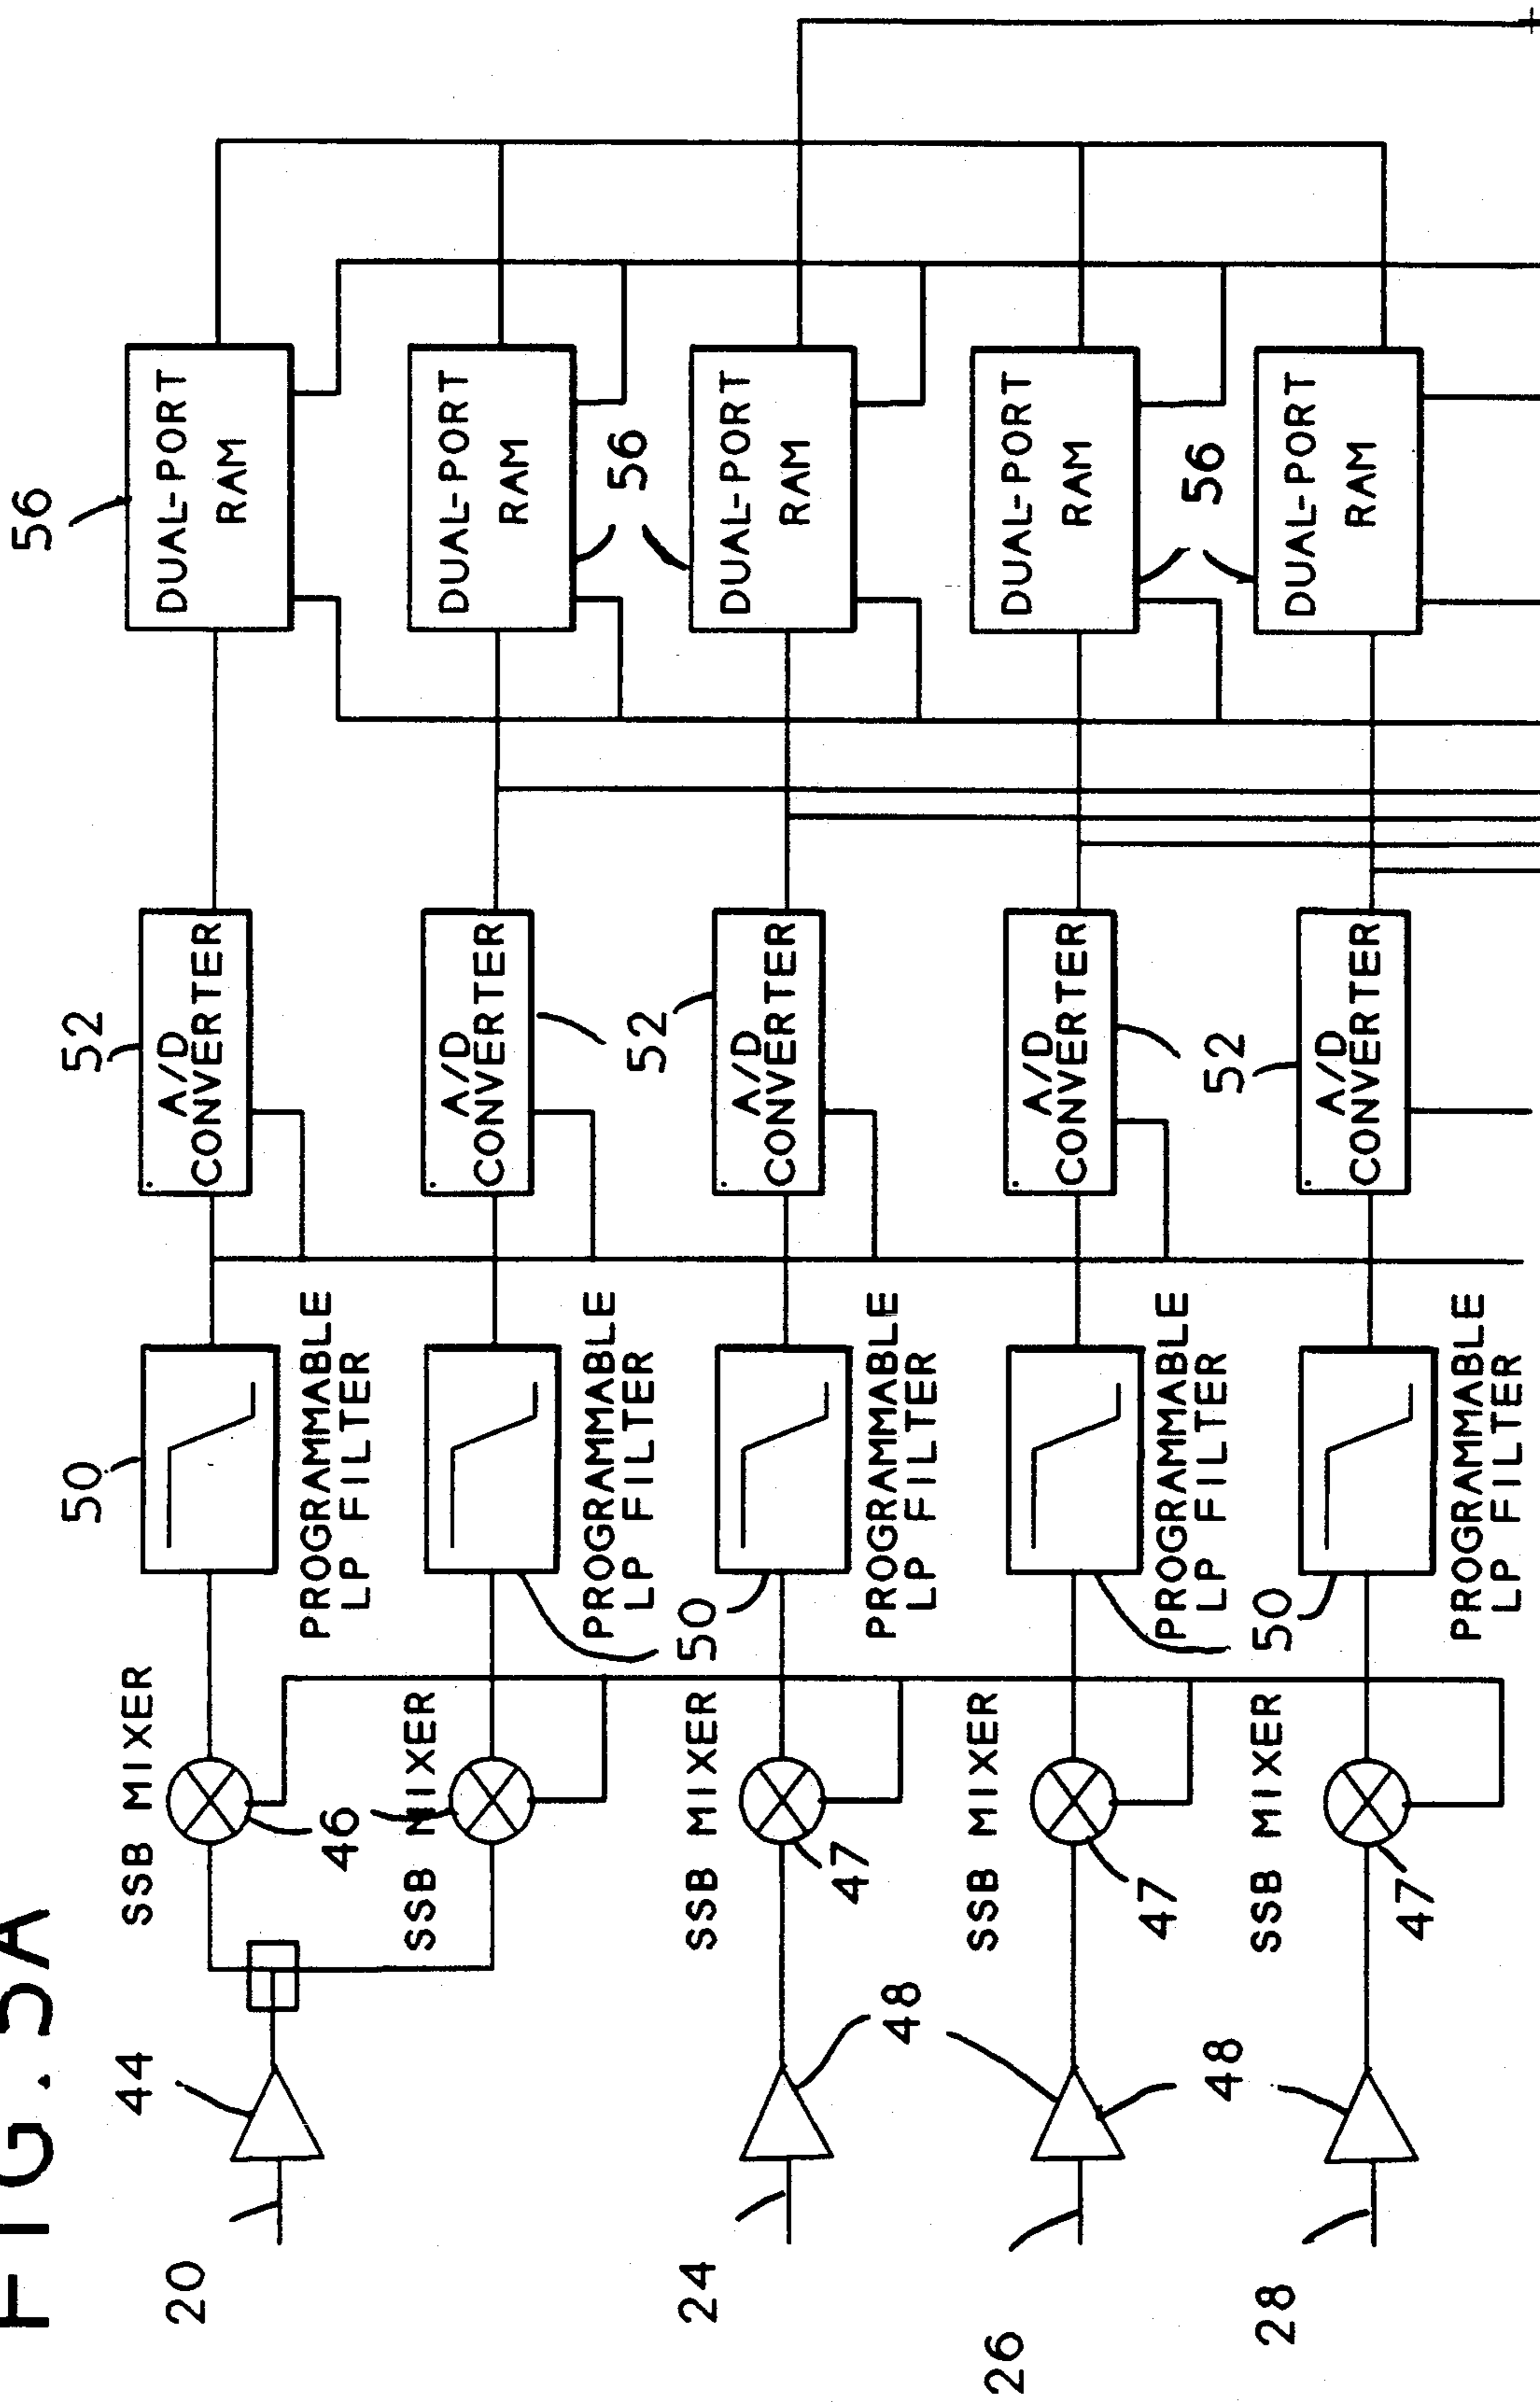 FIG.5A
20
44
SSB MIXER
46
50
PROGRAMMABLE
LP FILTER
52
A/D
CONVERTER
56
DUAL-PORT
RAM
SSB MIXER
PROGRAMMABLE
LP FILTER
A/D
CONVERTER
DUAL-PORT
RAM
24
48
SSB MIXER
47
50
PROGRAMMABLE
LP FILTER
52
A/D
CONVERTER
56
DUAL-PORT
RAM
26
SSB MIXER
47
PROGRAMMABLE
LP FILTER
A/D
CONVERTER
DUAL-PORT
RAM
28
48
SSB MIXER
47
50
PROGRAMMABLE
LP FILTER
52
A/D
CONVERTER
56
DUAL-PORT
RAM